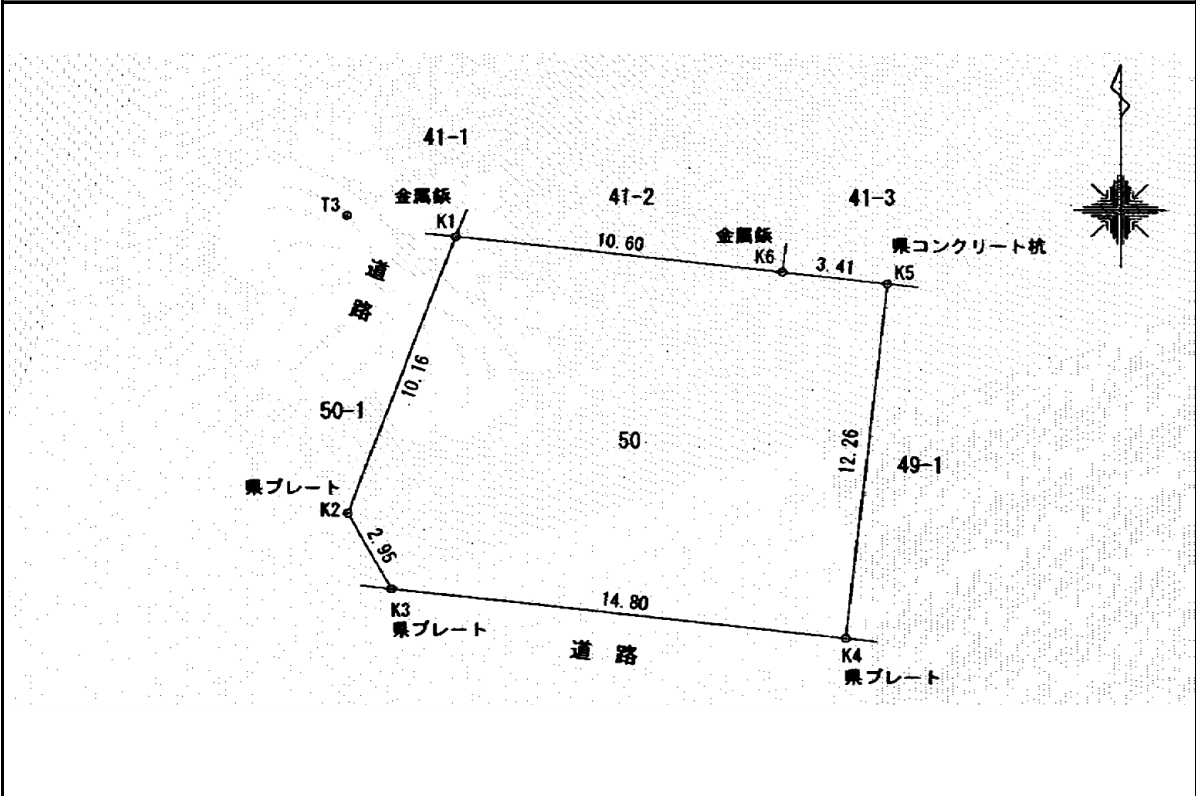 41-1
金属鋲
41-2
41-3
T3
K1
10.60
金属鋲
県コンクリート杭
K6
3.41
K5
道路
10.16
50-1
50
12.26
49-1
県プレート
K2
2.95
K3
県プレート
14.80
道路
K4
県プレート